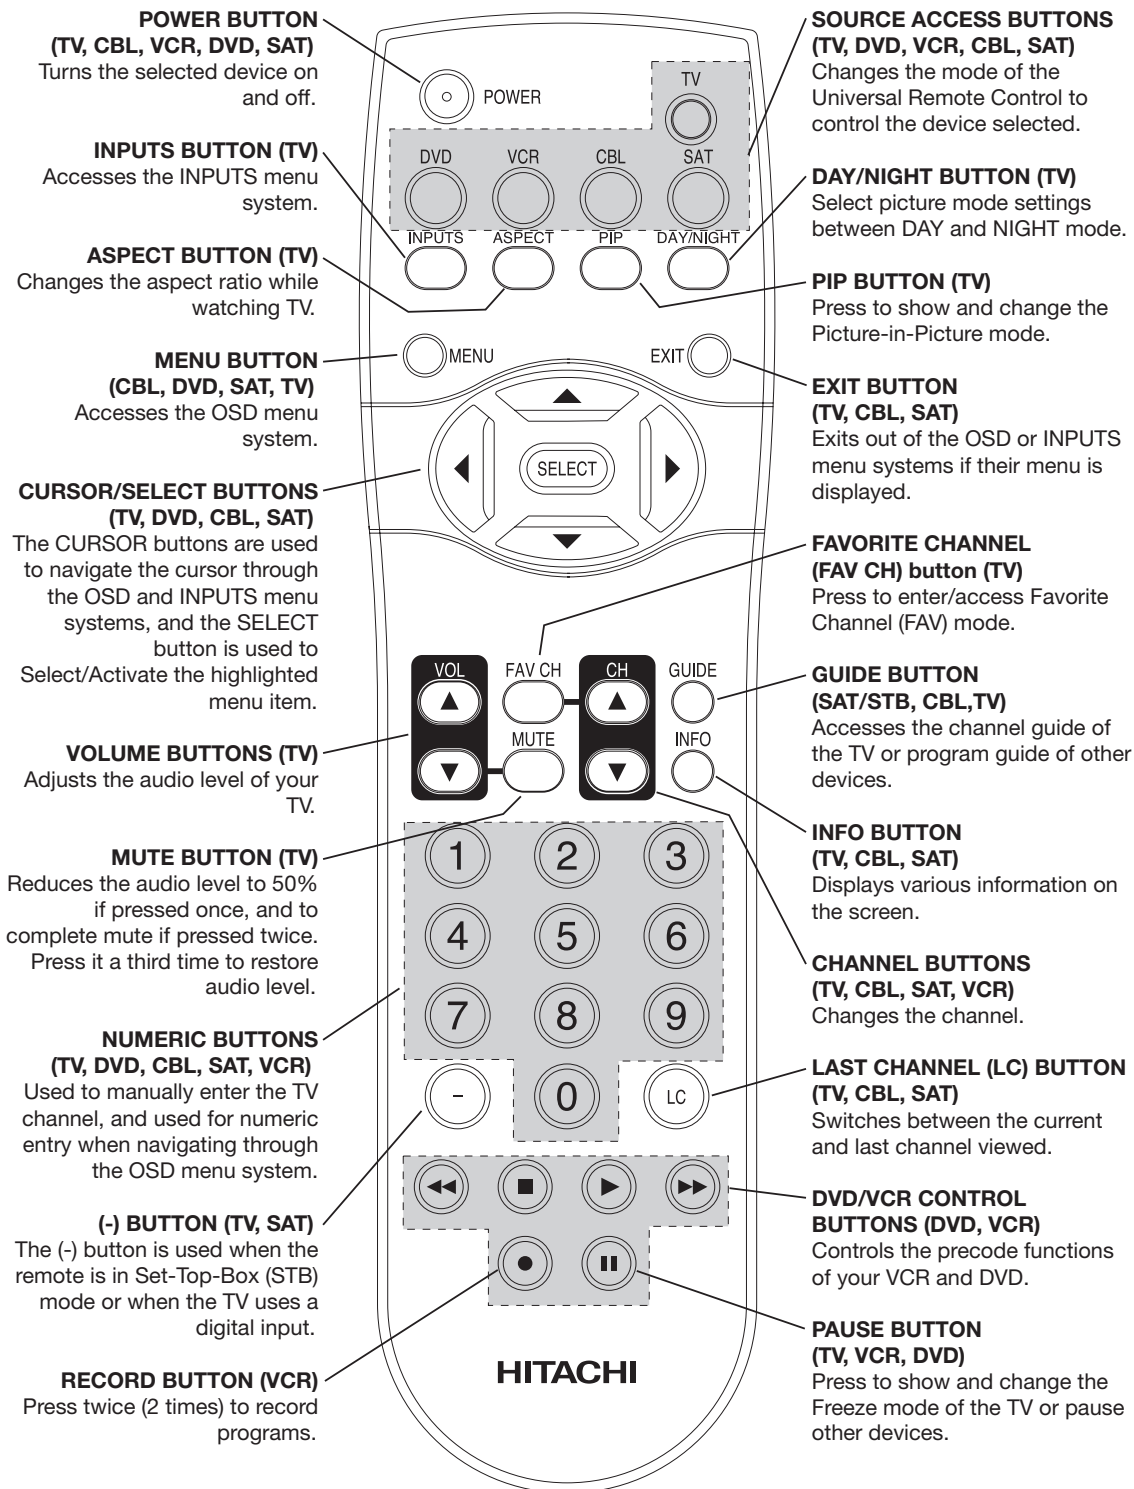 POWER BUTTON
(TV, CBL, VCR, DVD, SAT)
Turns the selected device on
and off.
INPUTS BUTTON (TV)
Accesses the INPUTS menu
system.
ASPECT BUTTON (TV)
Changes the aspect ratio while
watching TV.
MENU BUTTON
(CBL, DVD, SAT, TV)
Accesses the OSD menu
system.
CURSOR/SELECT BUTTONS
(TV, DVD, CBL, SAT)
The CURSOR buttons are used
to navigate the cursor through
the OSD and INPUTS menu
systems, and the SELECT
button is used to
Select/Activate the highlighted
menu item.
VOLUME BUTTONS (TV)
Adjusts the audio level of your
TV.
MUTE BUTTON (TV)
Reduces the audio level to 50%
if pressed once, and to
complete mute if pressed twice.
Press it a third time to restore
audio level.
NUMERIC BUTTONS
(TV, DVD, CBL, SAT, VCR)
Used to manually enter the TV
channel, and used for numeric
entry when navigating through
the OSD menu system.
(-) BUTTON (TV, SAT)
The (-) button is used when the
remote is in Set-Top-Box (STB)
mode or when the TV uses a
digital input.
RECORD BUTTON (VCR)
Press twice (2 times) to record
programs.
POWER
TV
DVD VCR CBL SAT
INPUTS ASPECT PIP DAY/NIGHT
MENU EXIT
SELECT
VOL FAV CH CH GUIDE
MUTE INFO
1 2 3
4 5 6
7 8 9
- 0 LC
HITACHI
SOURCE ACCESS BUTTONS
(TV, DVD, VCR, CBL, SAT)
Changes the mode of the
Universal Remote Control to
control the device selected.
DAY/NIGHT BUTTON (TV)
Select picture mode settings
between DAY and NIGHT mode.
PIP BUTTON (TV)
Press to show and change the
Picture-in-Picture mode.
EXIT BUTTON
(TV, CBL, SAT)
Exits out of the OSD or INPUTS
menu systems if their menu is
displayed.
FAVORITE CHANNEL
(FAV CH) button (TV)
Press to enter/access Favorite
Channel (FAV) mode.
GUIDE BUTTON
(SAT/STB, CBL,TV)
Accesses the channel guide of
the TV or program guide of other
devices.
INFO BUTTON
(TV, CBL, SAT)
Displays various information on
the screen.
CHANNEL BUTTONS
(TV, CBL, SAT, VCR)
Changes the channel.
LAST CHANNEL (LC) BUTTON
(TV, CBL, SAT)
Switches between the current
and last channel viewed.
DVD/VCR CONTROL
BUTTONS (DVD, VCR)
Controls the precode functions
of your VCR and DVD.
PAUSE BUTTON
(TV, VCR, DVD)
Press to show and change the
Freeze mode of the TV or pause
other devices.